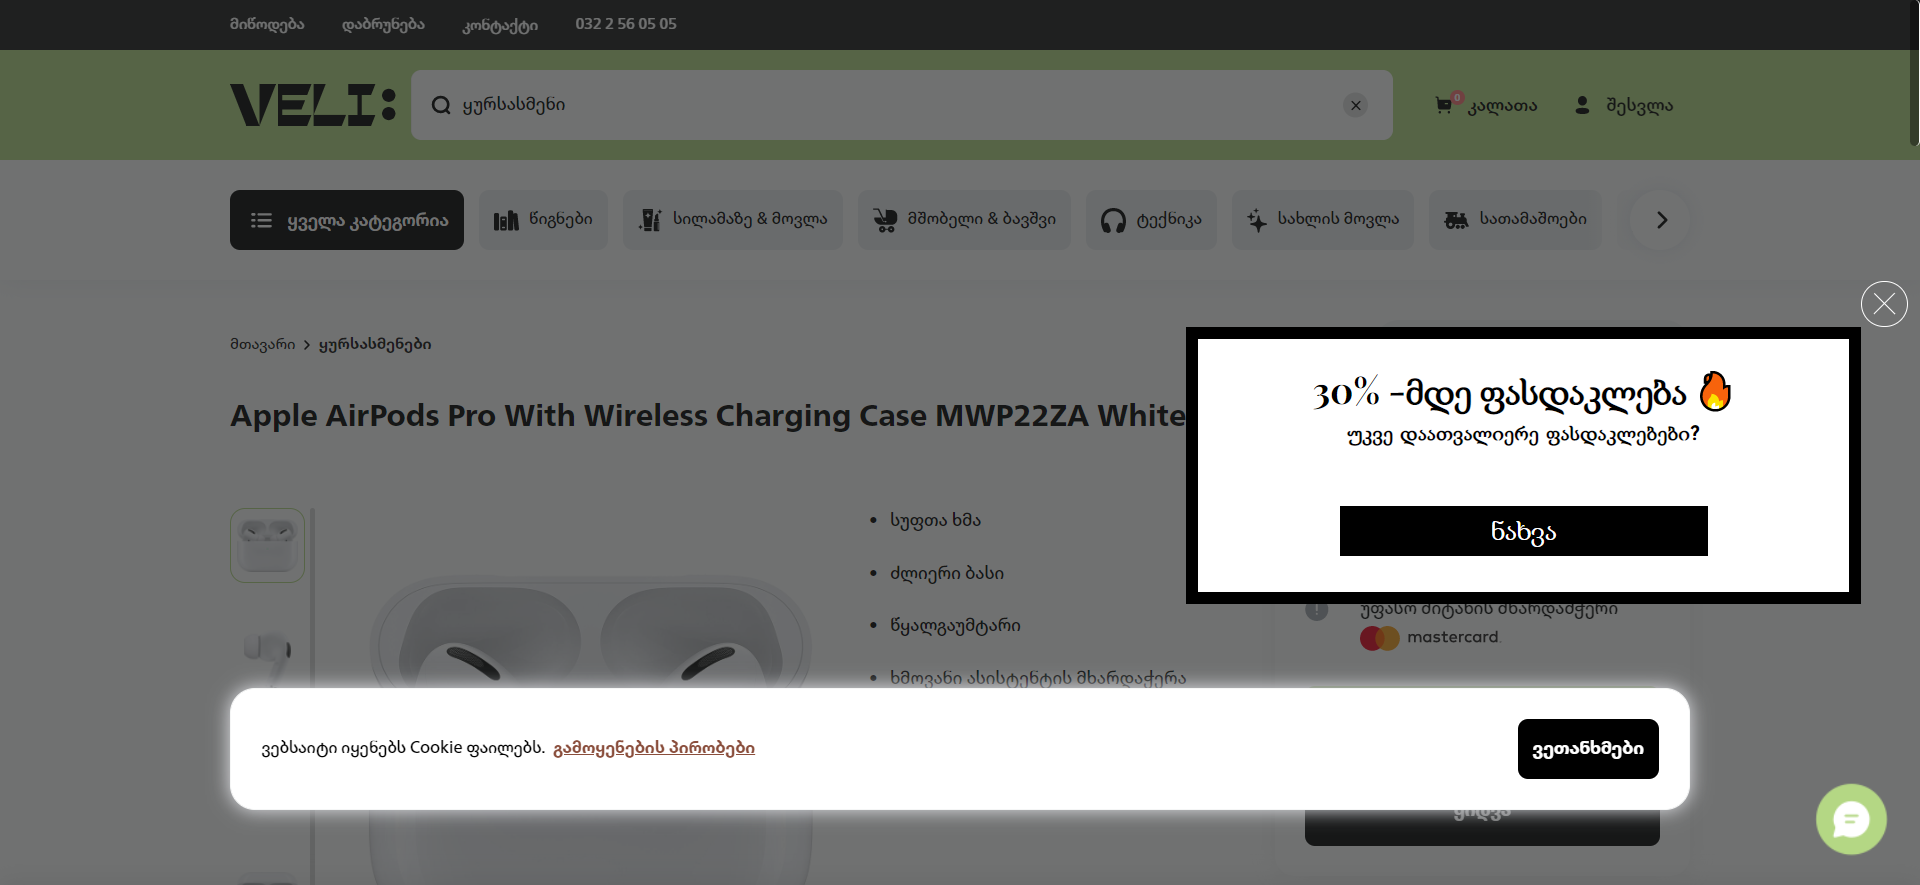 მიწოდება დაბრუნება კონტაქტი 032 2 56 05 05
VELI: ყურსასმენი 0 კალათა შესვლა
ყველა კატეგორია წიგნები სილამაზე & მოვლა მშობელი & ბავშვი ტექნიკა სახლის მოვლა სათამაშოები
მთავარი > ყურსასმენები
Apple AirPods Pro With Wireless Charging Case MWP22ZA White
30% -მდე ფასდაკლება
უკვე დაათვალიერე ფასდაკლებები?
ნახვა
• სუფთა ხმა
• ძლიერი ბასი
• წყალგაუმტარი
• ხმოვანი ასისტენტის მხარდაჭერა
უფასო მიტანის მხარდამჭერი
mastercard.
ვებსაიტი იყენებს Cookie ფაილებს. გამოყენების პირობები
ვეთანხმები
ყიდვა